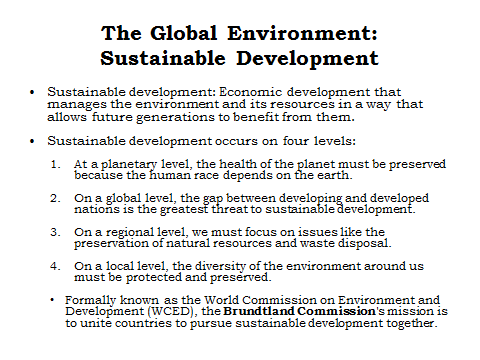 The Global Environment:
Sustainable Development
• Sustainable development: Economic development that
manages the environment and its resources in a way that
allows future generations to benefit from them.
• Sustainable development occurs on four levels:
1. At a planetary level, the health of the planet must be preserved
because the human race depends on the earth.
2. On a global level, the gap between developing and developed
nations is the greatest threat to sustainable development.
3. On a regional level, we must focus on issues like the
preservation of natural resources and waste disposal.
4. On a local level, the diversity of the environment around us
must be protected and preserved.
• Formally known as the World Commission on Environment and
Development (WCED), the Brundtland Commission's mission is
to unite countries to pursue sustainable development together.